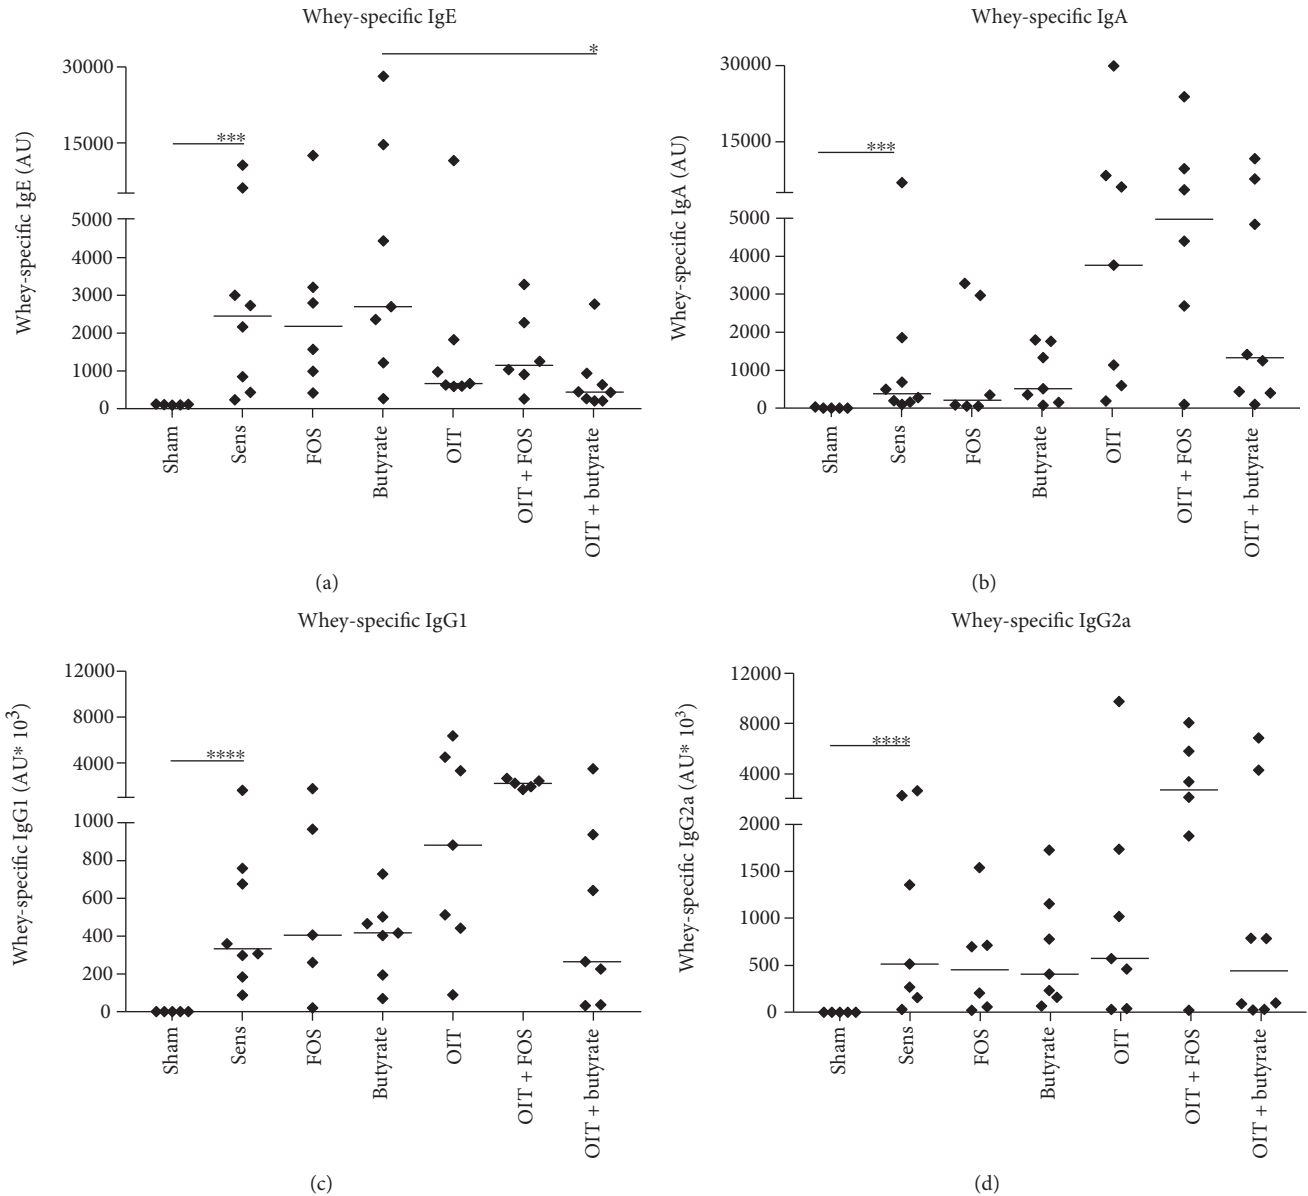 Whey-specific IgE
Whey-specific IgE (AU)
30000
15000
5000
4000
3000
2000
1000
0
***
*
Sham
Sens
FOS
Butyrate
OIT
OIT + FOS
OIT + butyrate
(a)
Whey-specific IgA
Whey-specific IgA (AU)
30000
15000
5000
4000
3000
2000
1000
0
***
Sham
Sens
FOS
Butyrate
OIT
OIT + FOS
OIT + butyrate
(b)
Whey-specific IgG1
Whey-specific IgG1 (AU* 10³)
12000
8000
4000
1000
800
600
400
200
0
****
Sham
Sens
FOS
Butyrate
OIT
OIT + FOS
OIT + butyrate
(c)
Whey-specific IgG2a
Whey-specific IgG2a (AU* 10³)
12000
8000
4000
2000
1500
1000
500
0
****
Sham
Sens
FOS
Butyrate
OIT
OIT + FOS
OIT + butyrate
(d)